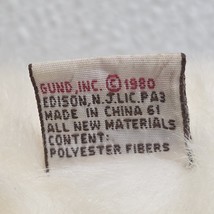 GUND, INC. © 1980
EDISON, N.J. LIC. PA3
MADE IN CHINA 61
ALL NEW MATERIALS
CONTENT:
POLYESTER FIBERS